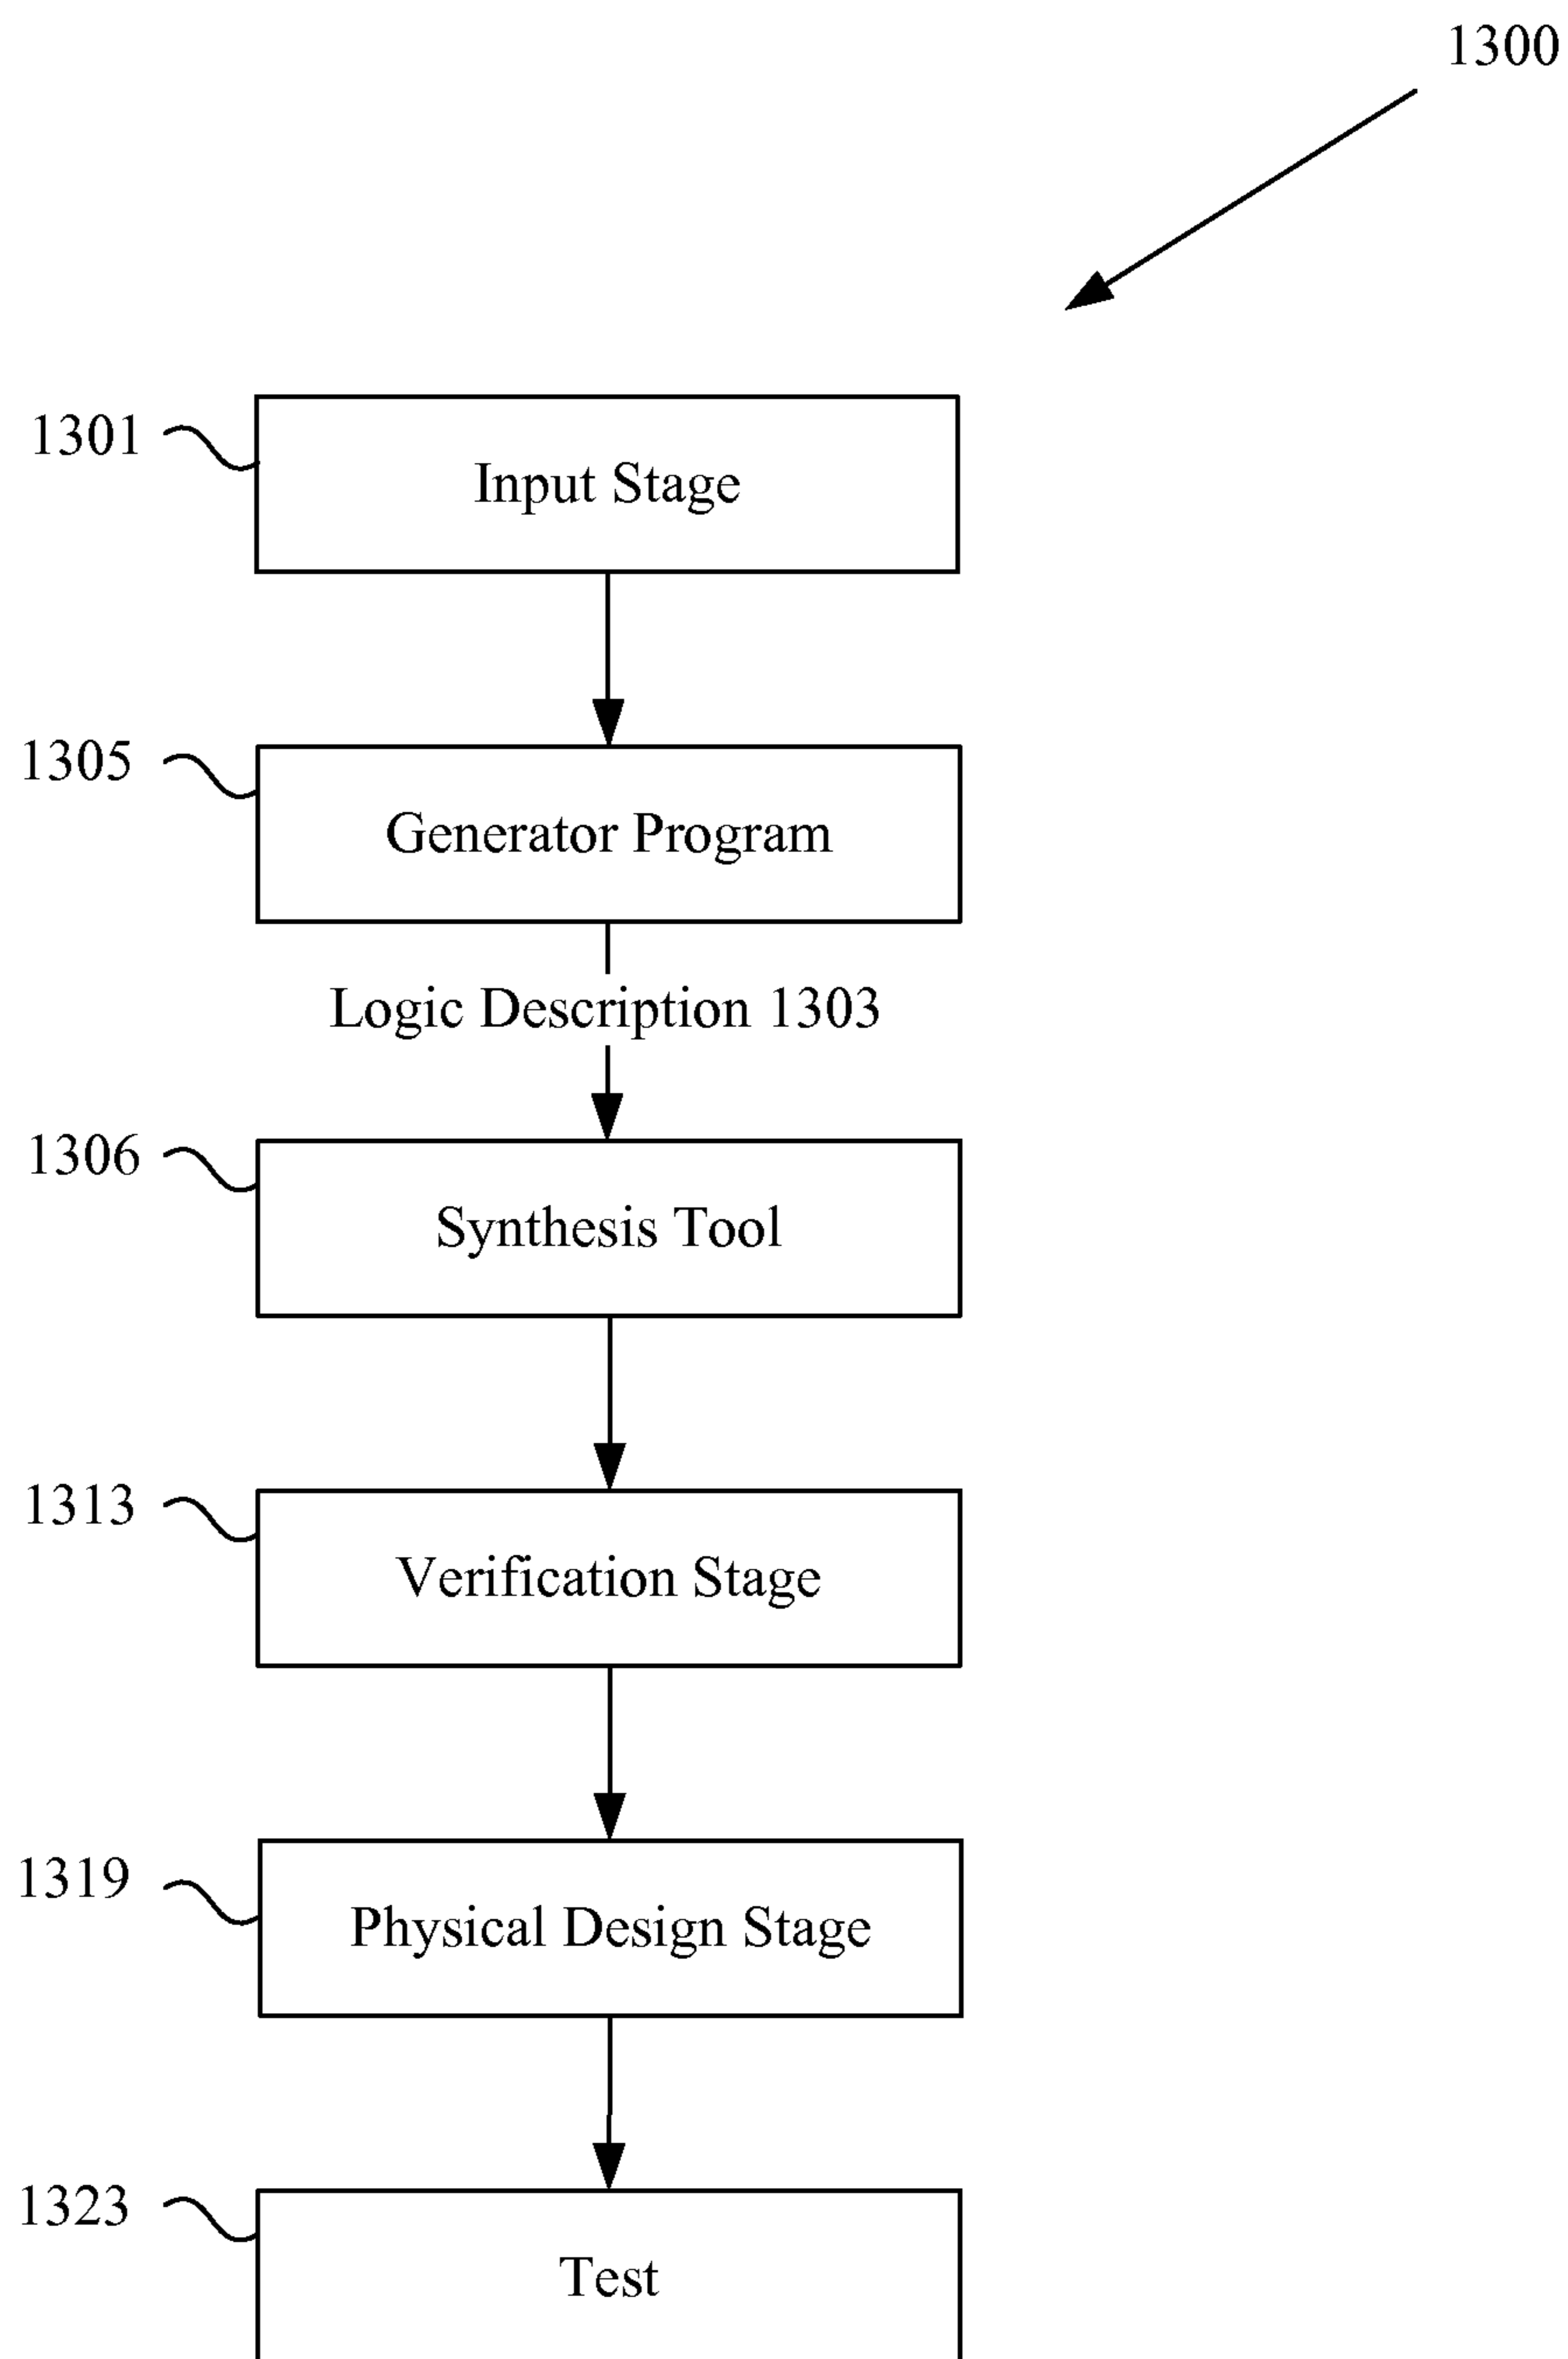 1300
1301
Input Stage
1305
Generator Program
Logic Description 1303
1306
Synthesis Tool
1313
Verification Stage
1319
Physical Design Stage
1323
Test